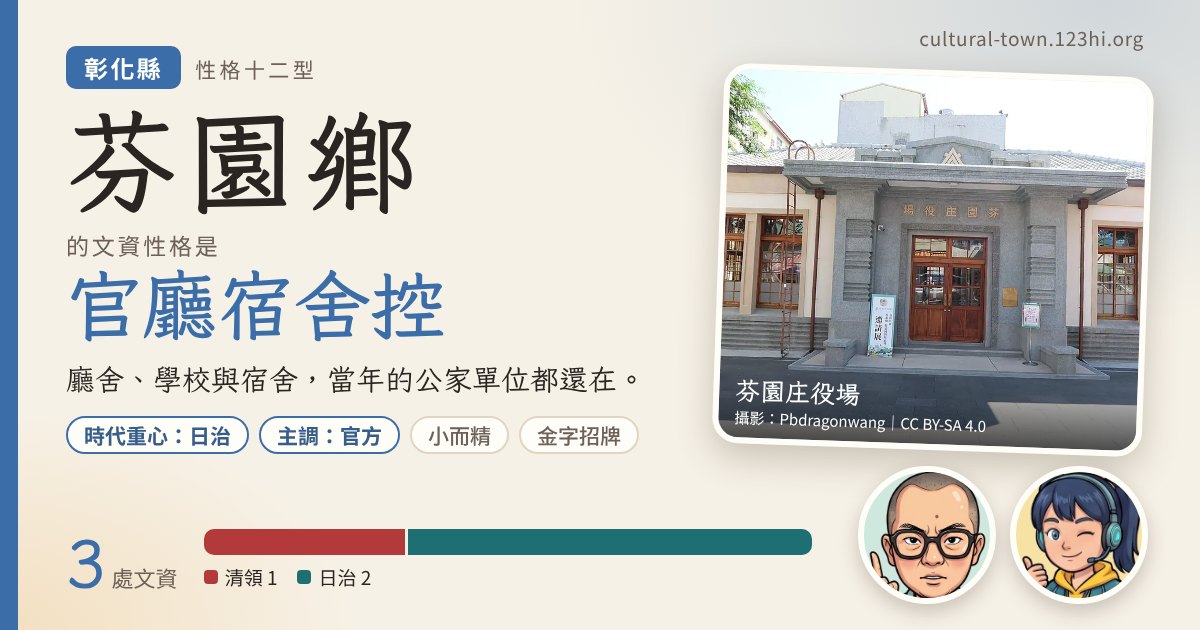 cultural-town.123hi.org
彰化縣 性格十二型
芬園鄉
的文資性格是
官廳宿舍控
廳舍、學校與宿舍，當年的公家單位都還在。
時代重心：日治 主調：官方 小而精 金字招牌
場役庄園芬
邀請展
芬園庄役場
攝影：Pbdragonwang｜CC BY-SA 4.0
3 處文資
清領 1 日治 2